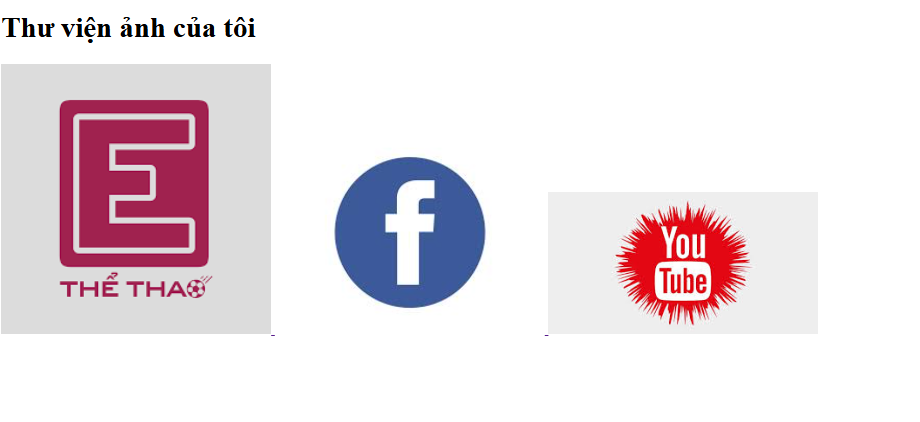 Thư viện ảnh của tôi
E
THỂ THAO
f
You
Tube